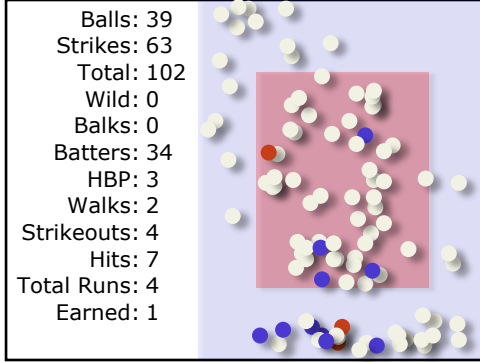 Balls: 39
Strikes: 63
Total: 102
Wild: 0
Balks: 0
Batters: 34
HBP: 3
Walks: 2
Strikeouts: 4
Hits: 7
Total Runs: 4
Earned: 1